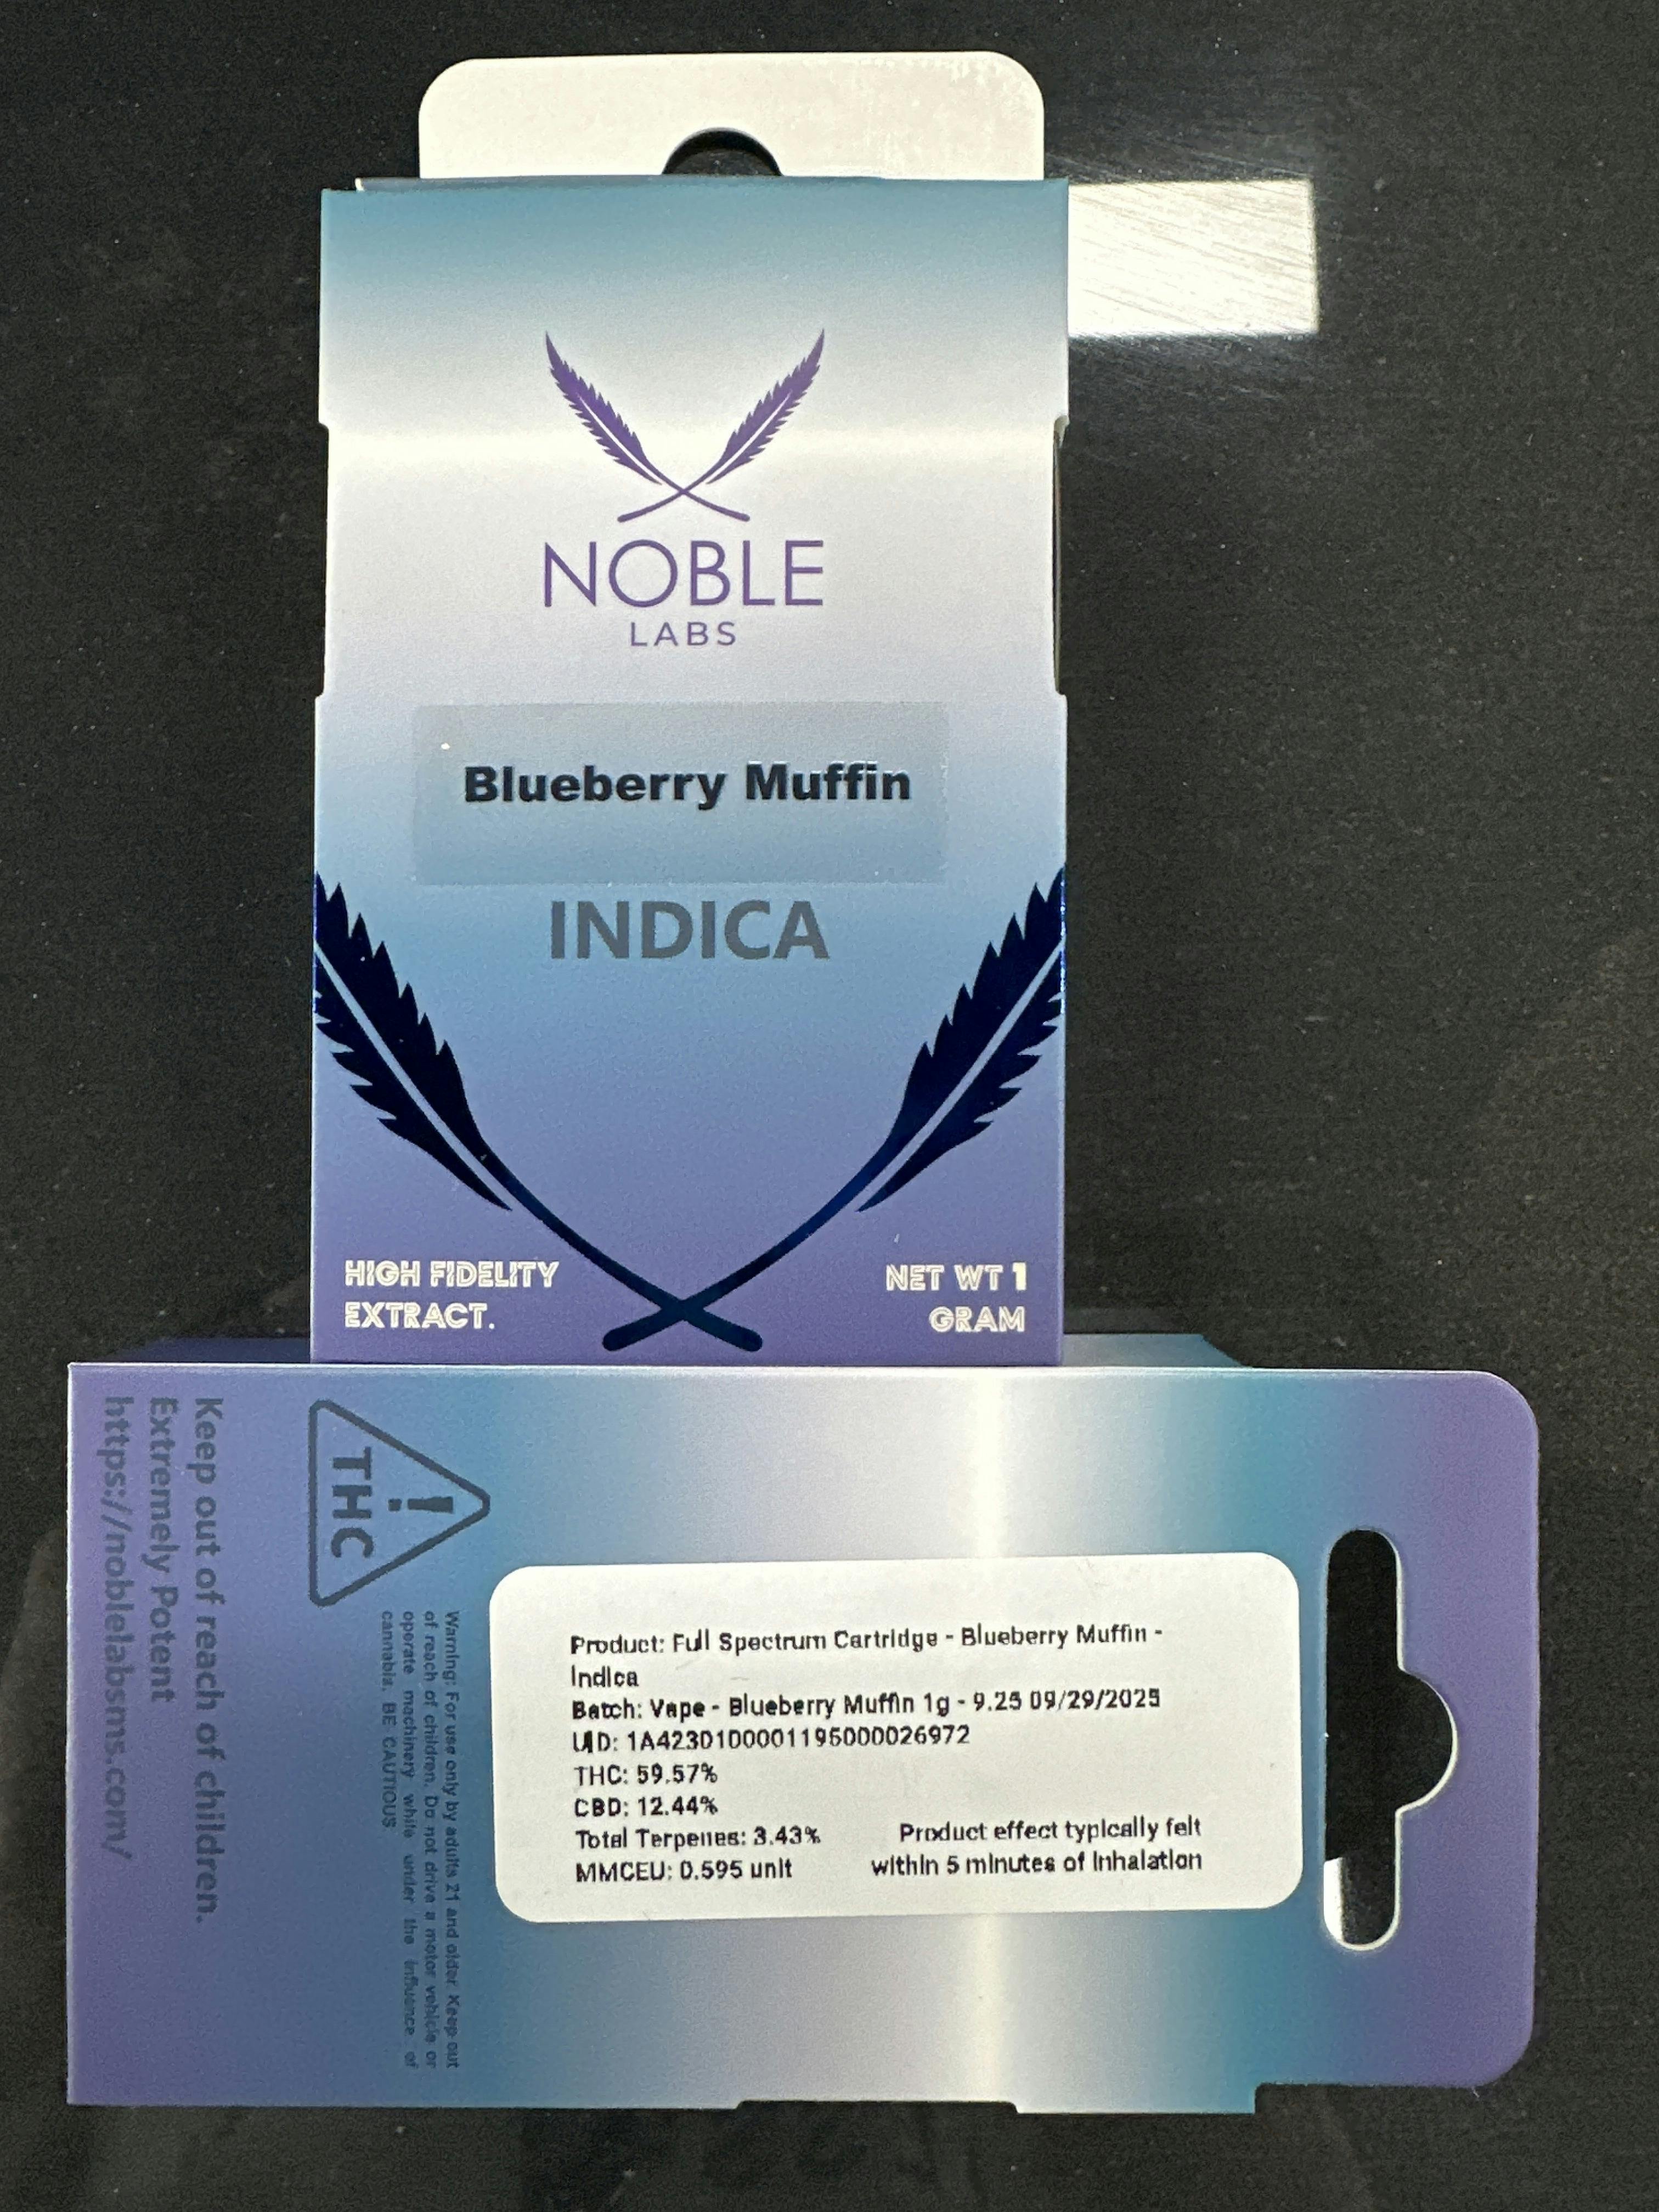 NOBLE
LABS
Blueberry Muffin
INDICA
HIGH FIDELITY
EXTRACT.
NET WT 1
GRAM
Keep out of reach of children.
Extremely Potent
https://noblelabsms.com/
!
THC
Warning: For use only by adults 21 and older. Keep out
of reach of children. Do not drive a motor vehicle or
operate machinery while under the influence of
cannabis. BE CAUTIOUS
Product: Full Spectrum Cartridge - Blueberry Muffin -
Indica
Batch: Vape - Blueberry Muffin 1g - 9.25 09/29/2025
UID: 1A4230100001195000026972
THC: 59.57%
CBD: 12.44%
Total Terpenes: 3.43%
MMCEU: 0.595 unit
Product effect typically felt
within 5 minutes of inhalation